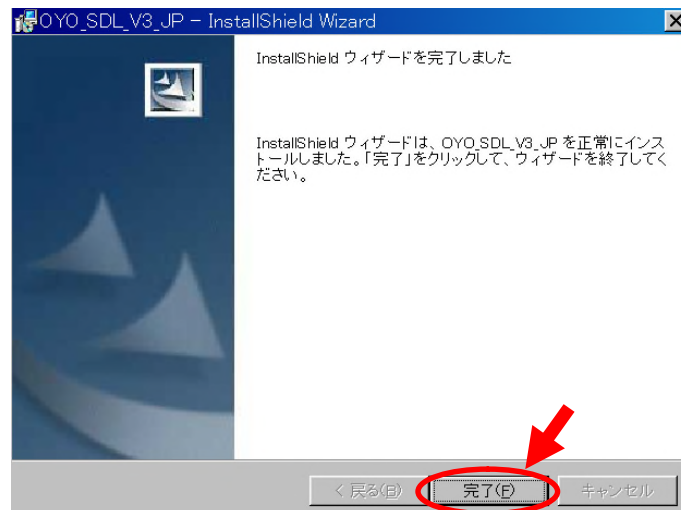 OYO_SDL_V3_JP - InstallShield Wizard
InstallShield ウィザードを完了しました
InstallShield ウィザードは、OYO_SDL_V3_JP を正常にインス
トールしました。「完了」をクリックして、ウィザードを終了してく
ださい。
< 戻る(B)
完了(F)
キャンセル